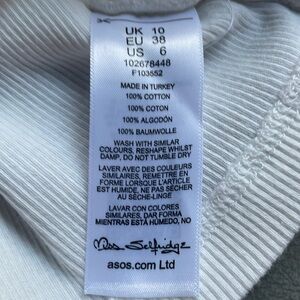 UK 10
EU 38
US 6
102678448
F103552
MADE IN TURKEY
100% COTTON
100% COTON
100% ALGODÓN
100% BAUMWOLLE
WASH WITH SIMILAR
COLOURS, RESHAPE WHILST
DAMP, DO NOT TUMBLE DRY
LAVER AVEC DES COULEURS
SIMILAIRES, REMETTRE EN
FORME LORSQUE L'ARTICLE
EST HUMIDE, NE PAS SÉCHER
AU SÈCHE-LINGE
LAVAR CON COLORES
SIMILARES, DAR FORMA
MIENTRAS ESTÁ HÚMEDO, NO
Miss Selfridge
asos.com Ltd